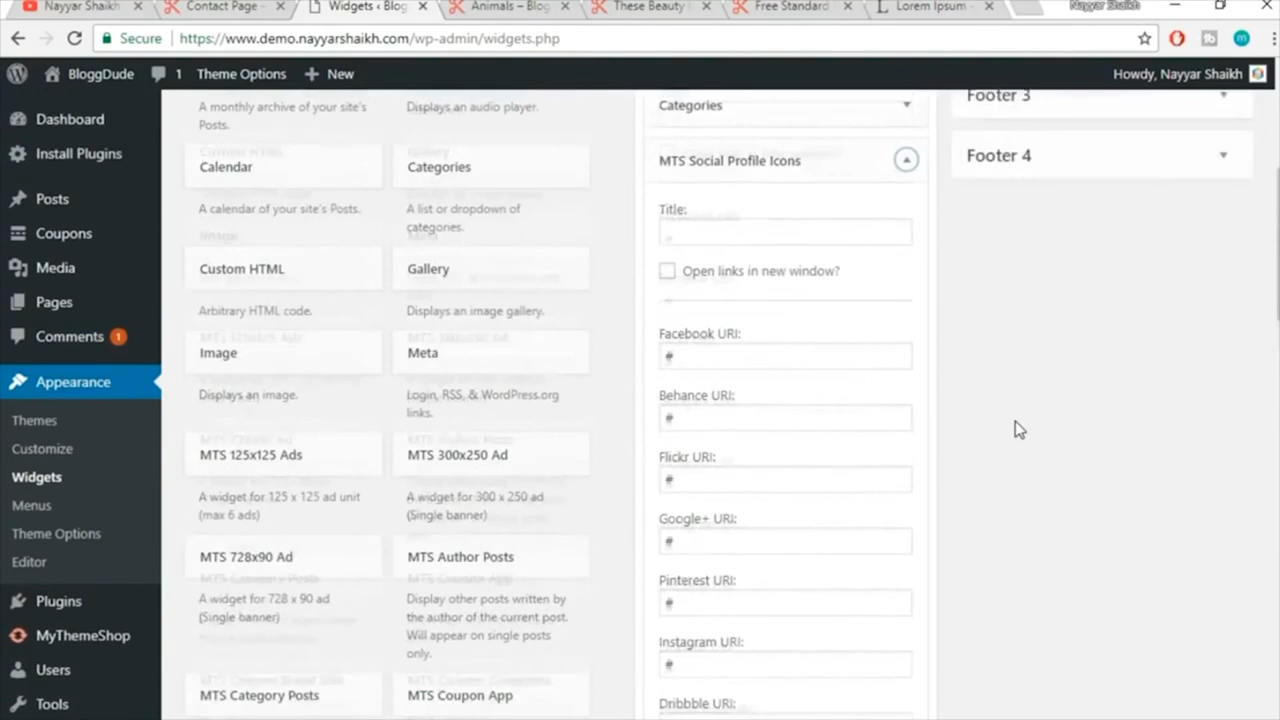 Nayyar Shaikh
Contact Page -
Widgets ‹ Blog
Animals – Blog
These Beauty
Free Standard
Lorem Ipsum -
Nayyar Shaikh
Secure
https://www.demo.nayyarshaikh.com/wp-admin/widgets.php
BloggDude
1
Theme Options
New
Howdy, Nayyar Shaikh
Dashboard
Install Plugins
Posts
Coupons
Media
Pages
Comments 1
Appearance
Themes
Customize
Widgets
Menus
Theme Options
Editor
Plugins
MyThemeShop
Users
Tools
A monthly archive of your site's
Posts.
Displays an audio player.
Calendar
Categories
A calendar of your site's Posts.
A list or dropdown of
categories.
Custom HTML
Gallery
Arbitrary HTML code.
Displays an image gallery.
Image
Meta
Displays an image.
Login, RSS, & WordPress.org
links.
MTS 125x125 Ads
MTS 300x250 Ad
A widget for 125 x 125 ad unit
(max 6 ads)
A widget for 300 x 250 ad
(Single banner)
MTS 728x90 Ad
MTS Author Posts
A widget for 728 x 90 ad
(Single banner)
Display other posts written by
the author of the current post.
Will appear on single posts
only.
MTS Category Posts
MTS Coupon App
Categories
MTS Social Profile Icons
Title:
Open links in new window?
Facebook URI:
#
Behance URI:
#
Flickr URI:
#
Google+ URI:
#
Pinterest URI:
#
Instagram URI:
#
Dribbble URI:
Footer 3
Footer 4